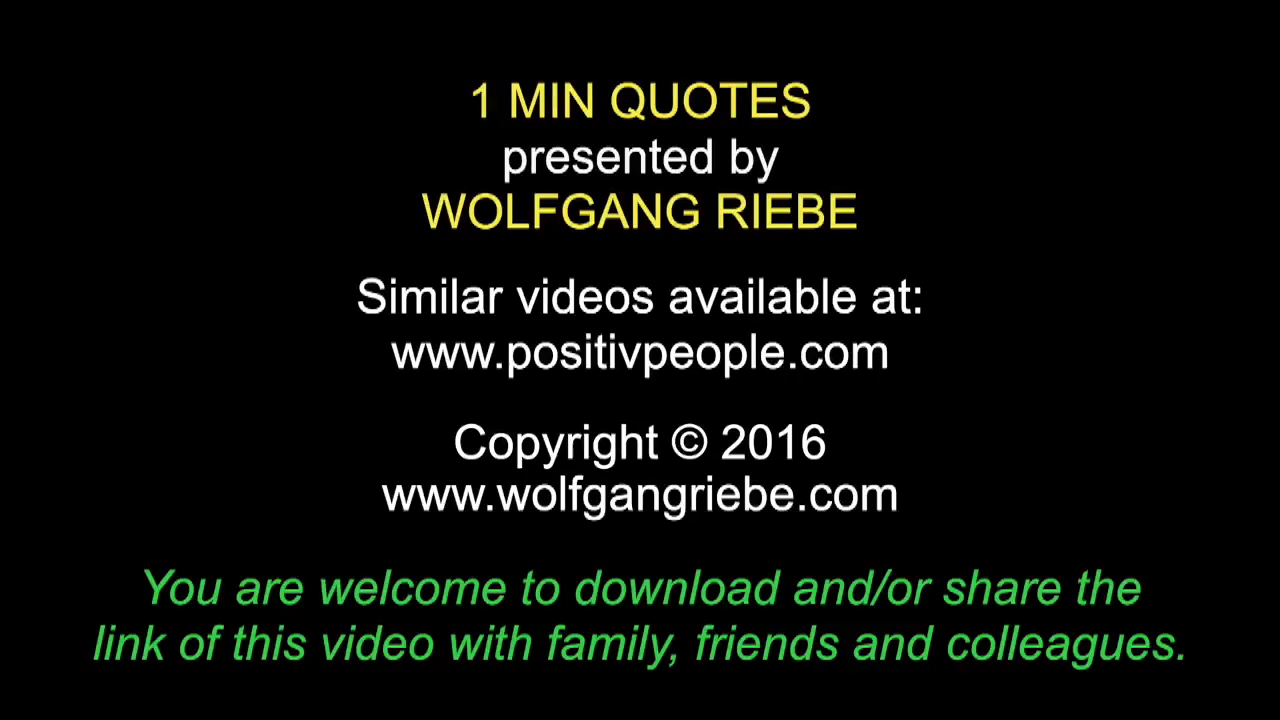 1 MIN QUOTES
presented by
WOLFGANG RIEBE
Similar videos available at:
www.positivpeople.com
Copyright © 2016
www.wolfgangriebe.com
You are welcome to download and/or share the
link of this video with family, friends and colleagues.